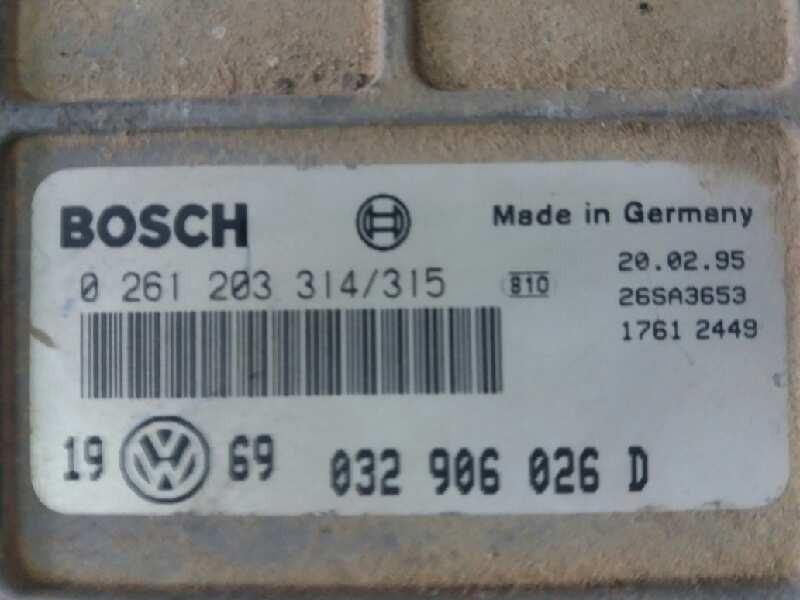 BOSCH Made in Germany
20.02.95
0 261 203 314/315 810 26SA3653
1761 2449
19 VW 69 032 906 026 D